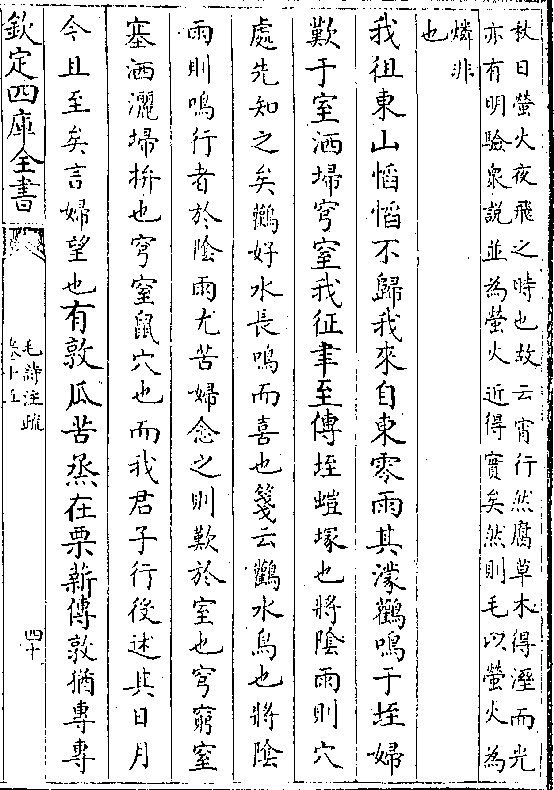 秋日螢火夜飛之時也故云宵行然腐草木得溼而光
亦有明驗衆說並為螢火近得實矣然則毛以螢火為
燐非
也
我徂東山慆慆不歸我來自東零雨其濛鸛鳴于垤婦
歎于室洒埽穹窒我征聿至傳垤螘塚也將陰雨則穴
處先知之矣鸛好水長鳴而喜也箋云鸛水鳥也將陰
雨則鳴行者於陰雨尤苦婦念之則歎於室也穹窮窒
塞洒灑埽拚也穹窒鼠穴也而我君子行役述其日月
今且至矣言婦望也有敦瓜苦烝在栗薪傳敦猶專專
欽定四庫全書
毛詩注疏
卷十五
四十